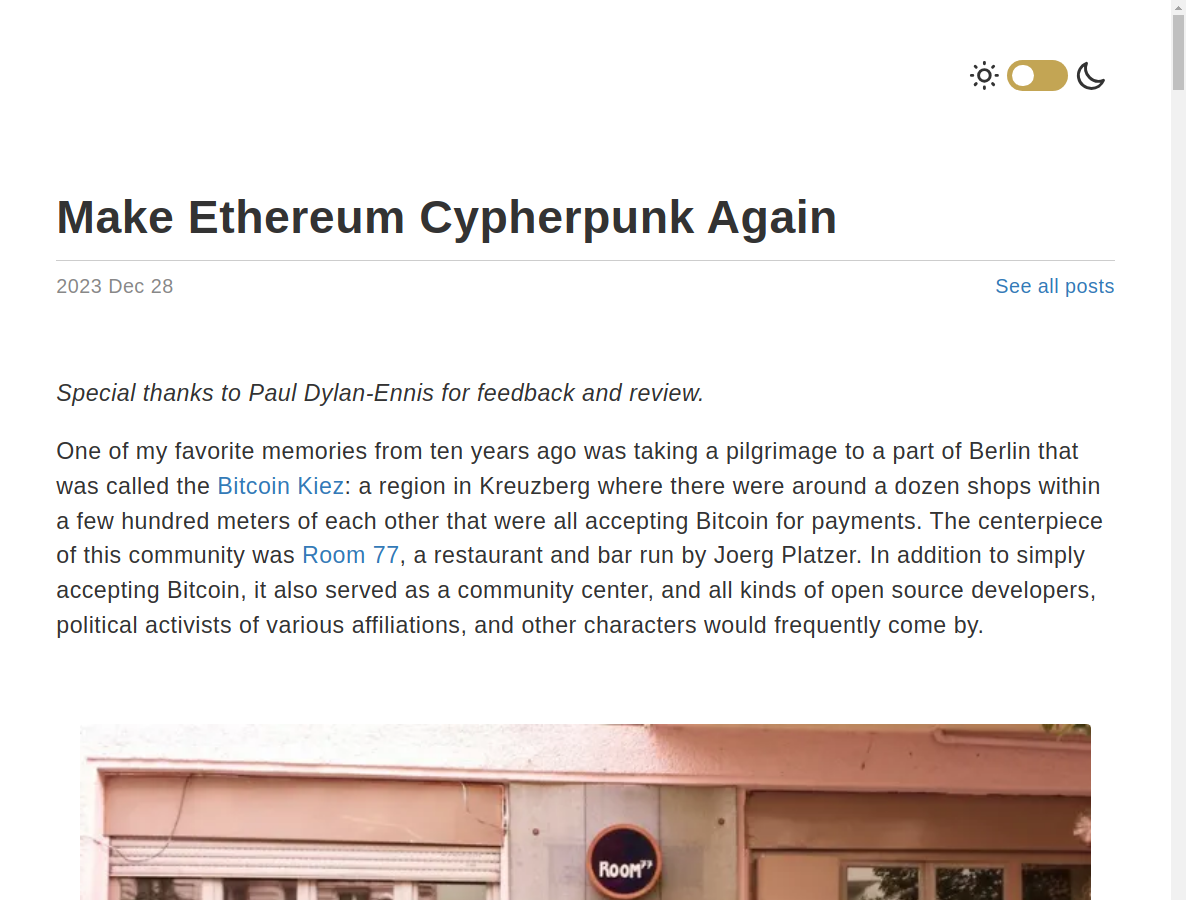 Make Ethereum Cypherpunk Again
2023 Dec 28
See all posts
Special thanks to Paul Dylan-Ennis for feedback and review.
One of my favorite memories from ten years ago was taking a pilgrimage to a part of Berlin that
was called the Bitcoin Kiez: a region in Kreuzberg where there were around a dozen shops within
a few hundred meters of each other that were all accepting Bitcoin for payments. The centerpiece
of this community was Room 77, a restaurant and bar run by Joerg Platzer. In addition to simply
accepting Bitcoin, it also served as a community center, and all kinds of open source developers,
political activists of various affiliations, and other characters would frequently come by.
ROOM77